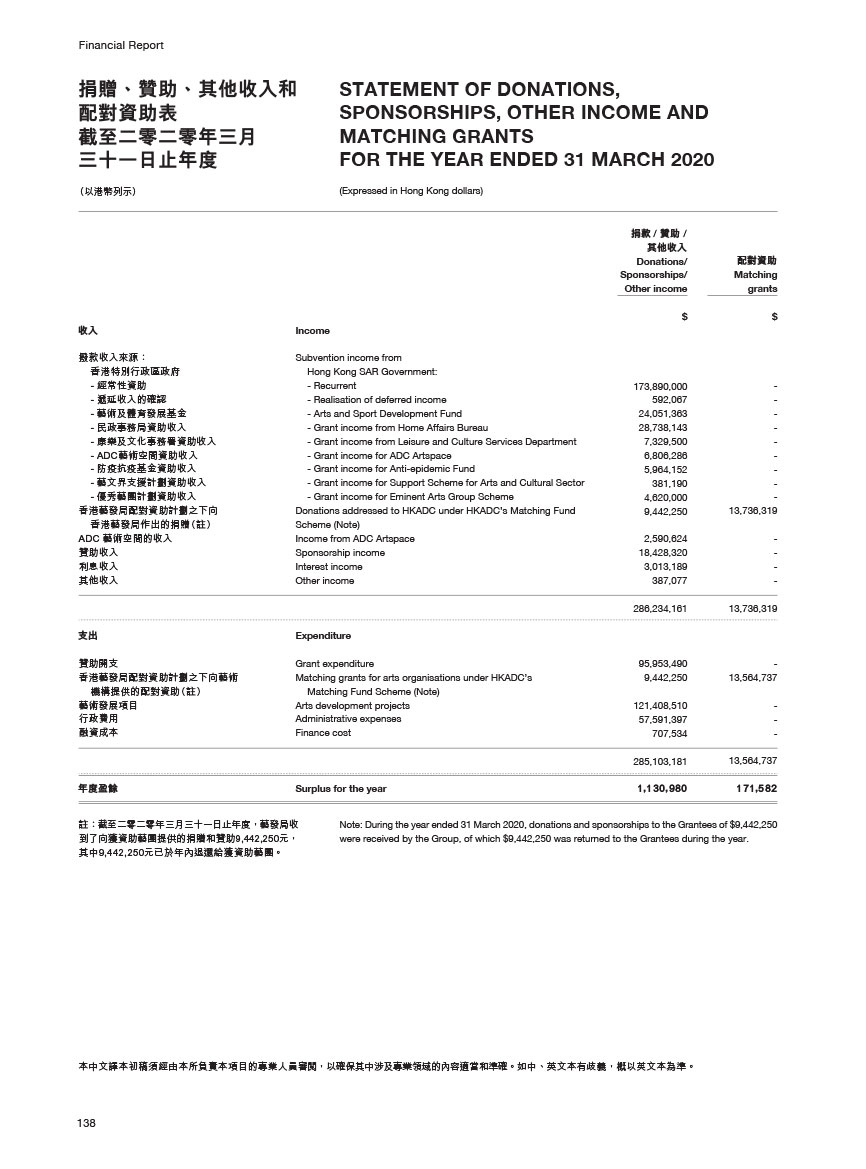 Financial Report
捐贈、贊助、其他收入和
配對資助表
截至二零二零年三月
三十一日止年度
STATEMENT OF DONATIONS,
SPONSORSHIPS, OTHER INCOME AND
MATCHING GRANTS
FOR THE YEAR ENDED 31 MARCH 2020
(以港幣列示)
(Expressed in Hong Kong dollars)
捐款 / 贊助 /
其他收入
Donations/
Sponsorships/
Other income
配對資助
Matching
grants
$ $
收入 Income
撥款收入來源： Subvention income from
香港特別行政區政府 Hong Kong SAR Government:
- 經常性資助 - Recurrent 173,890,000 -
- 遞延收入的確認 - Realisation of deferred income 592,067 -
- 藝術及體育發展基金 - Arts and Sport Development Fund 24,051,363 -
- 民政事務局資助收入 - Grant income from Home Affairs Bureau 28,738,143 -
- 康樂及文化事務署資助收入 - Grant income from Leisure and Culture Services Department 7,329,500 -
- ADC藝術空間資助收入 - Grant income for ADC Artspace 6,806,286 -
- 防疫抗疫基金資助收入 - Grant income for Anti-epidemic Fund 5,964,152 -
- 藝文界支援計劃資助收入 - Grant income for Support Scheme for Arts and Cultural Sector 381,190 -
- 優秀藝團計劃資助收入 - Grant income for Eminent Arts Group Scheme 4,620,000 -
香港藝發局配對資助計劃之下向 Donations addressed to HKADC under HKADC's Matching Fund 9,442,250 13,736,319
香港藝發局作出的捐贈(註) Scheme (Note)
ADC 藝術空間的收入 Income from ADC Artspace 2,590,624 -
贊助收入 Sponsorship income 18,428,320 -
利息收入 Interest income 3,013,189 -
其他收入 Other income 387,077 -
286,234,161 13,736,319
支出 Expenditure
贊助開支 Grant expenditure 95,953,490 -
香港藝發局配對資助計劃之下向藝術 Matching grants for arts organisations under HKADC's 9,442,250 13,564,737
機構提供的配對資助(註) Matching Fund Scheme (Note)
藝術發展項目 Arts development projects 121,408,510 -
行政費用 Administrative expenses 57,591,397 -
融資成本 Finance cost 707,534 -
285,103,181 13,564,737
年度盈餘 Surplus for the year 1,130,980 171,582
註：截至二零二零年三月三十一日止年度，藝發局收
到了向獲資助藝團提供的捐贈和贊助9,442,250元，
其中9,442,250元已於年內退還給獲資助藝團。
Note: During the year ended 31 March 2020, donations and sponsorships to the Grantees of $9,442,250
were received by the Group, of which $9,442,250 was returned to the Grantees during the year.
本中文譯本初稿須經由本所負責本項目的專業人員審閱，以確保其中涉及專業領域的內容適當和準確。如中、英文本有歧義，概以英文本為準。
138